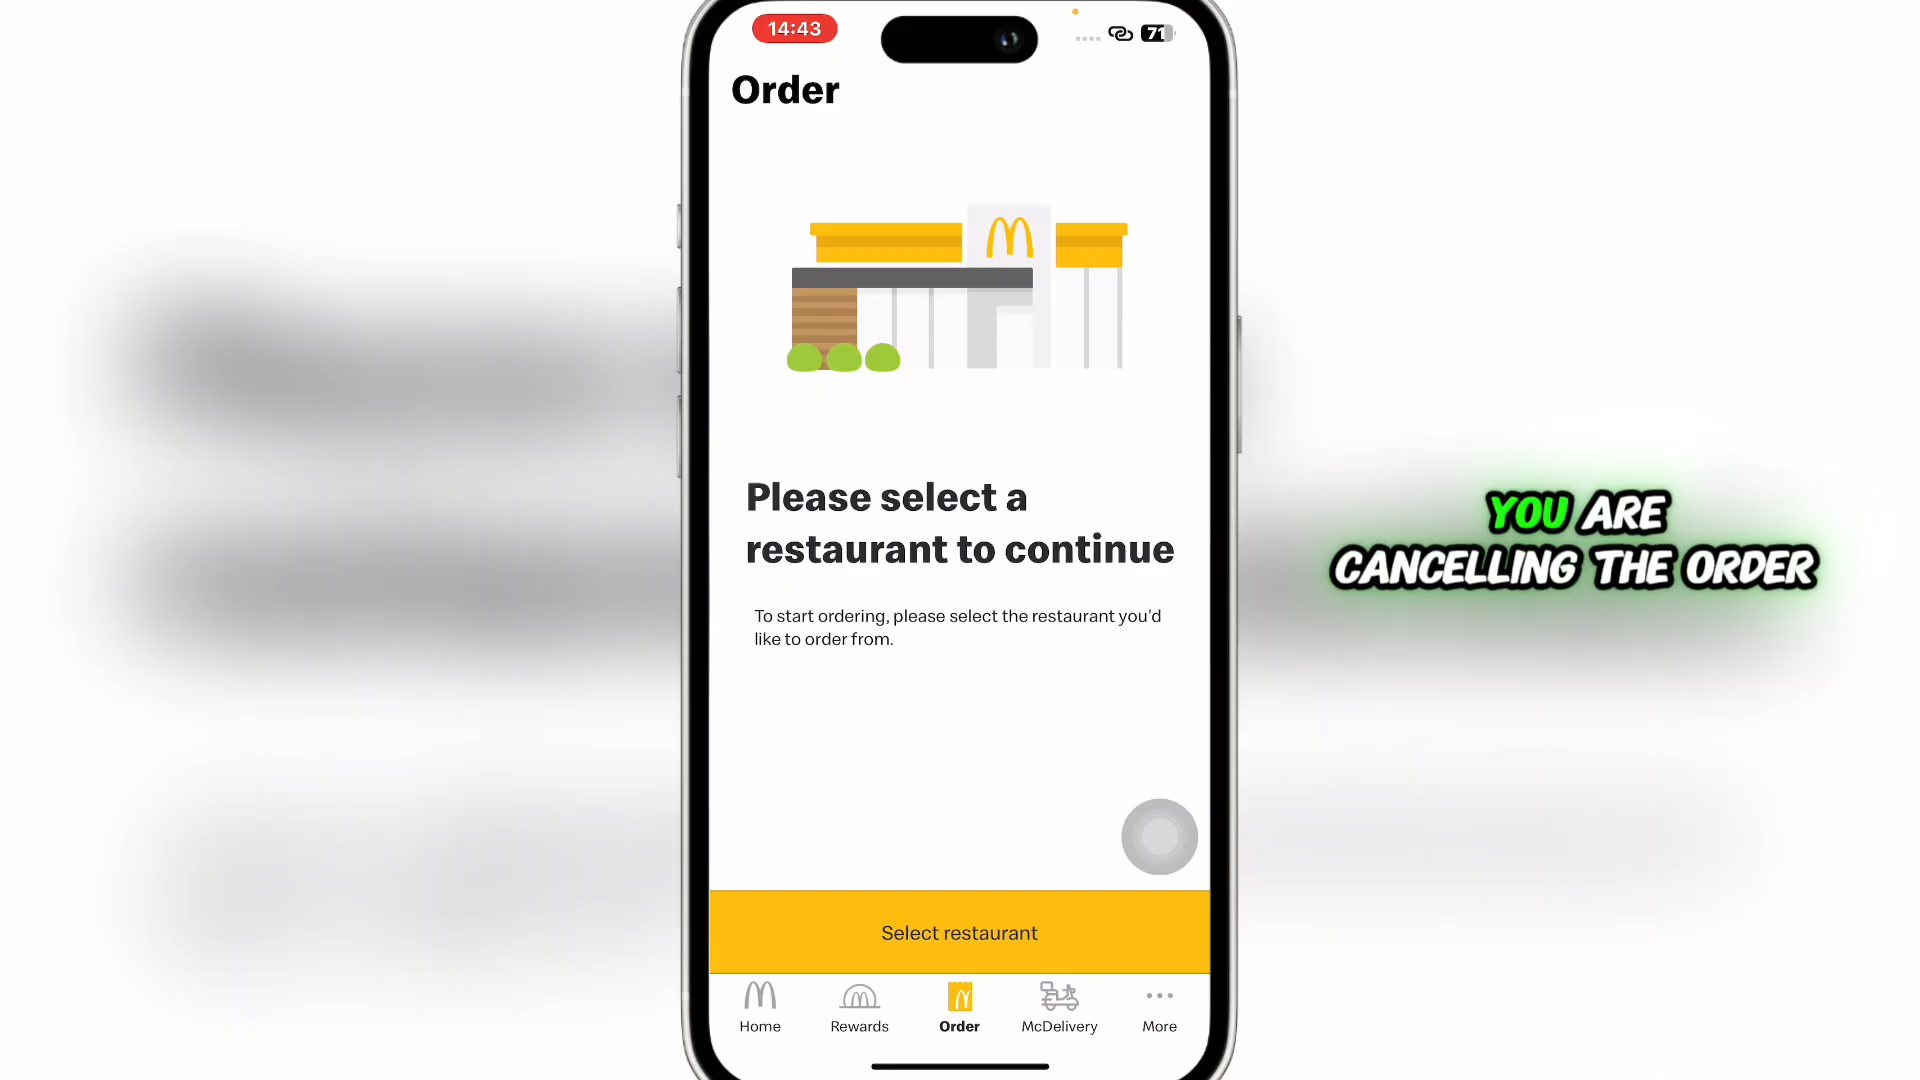 14:43
71
Order
Please select a
restaurant to continue
To start ordering, please select the restaurant you'd
like to order from.
YOU ARE
CANCELLING THE ORDER
Select restaurant
Home
Rewards
Order
McDelivery
More